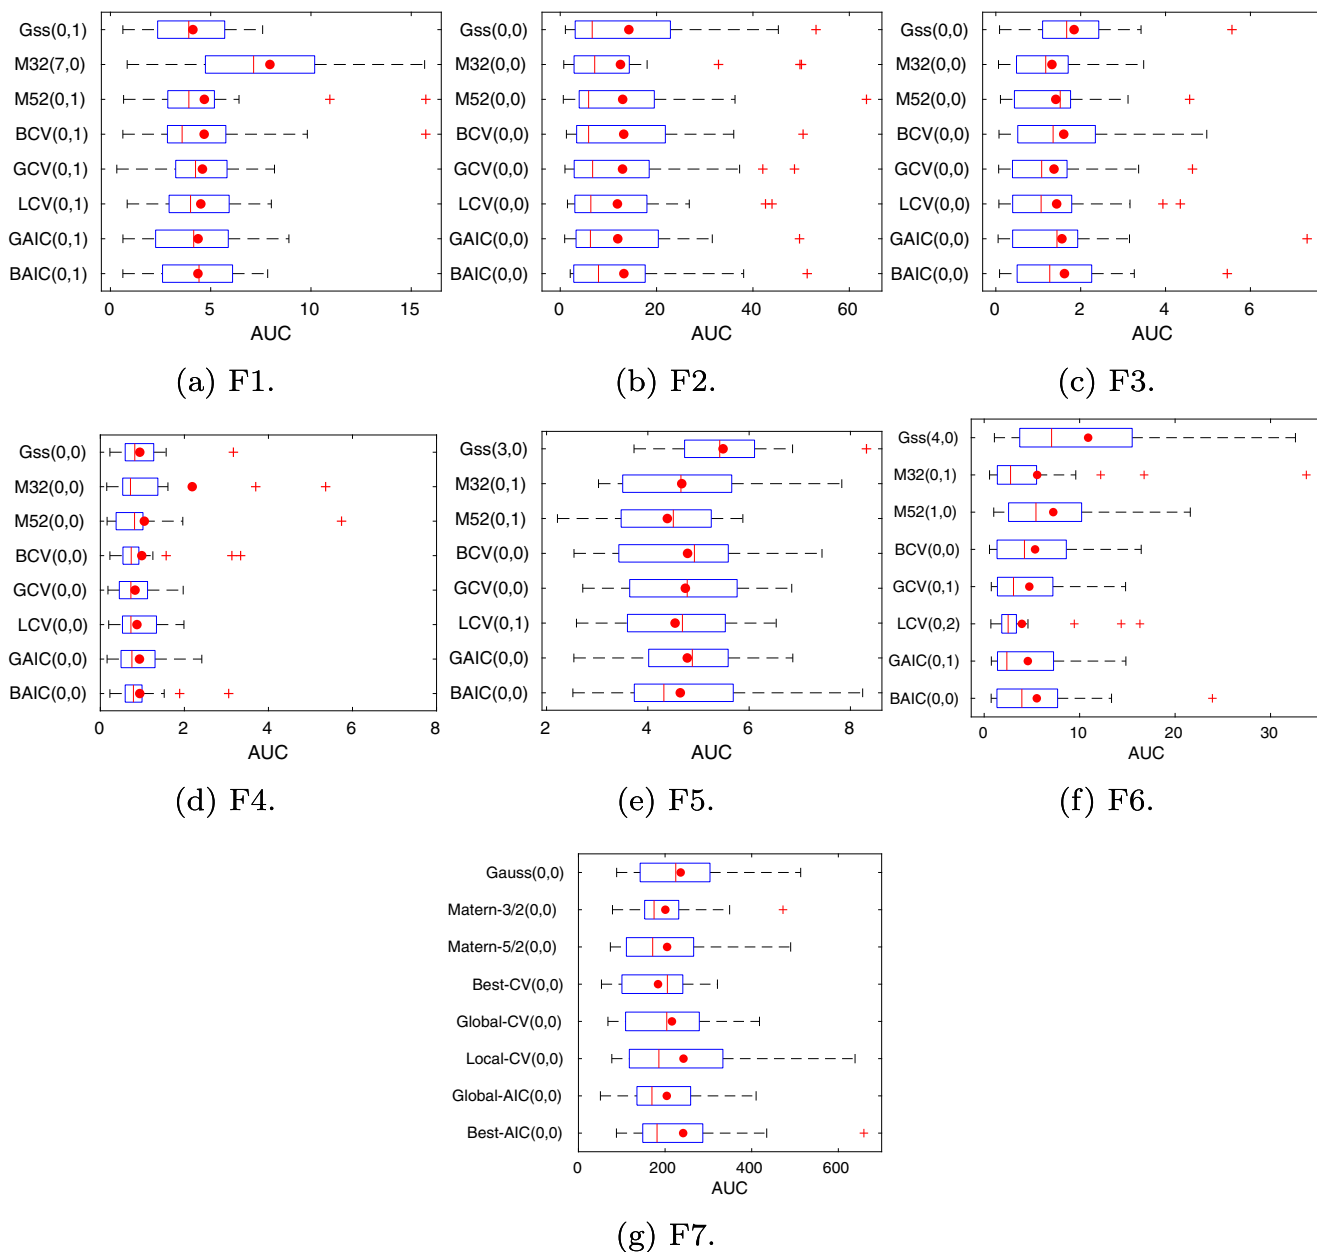 Gss(0,1)
M32(7,0)
M52(0,1)
BCV(0,1)
GCV(0,1)
LCV(0,1)
GAIC(0,1)
BAIC(0,1)
0 5 10 15
AUC
(a) F1.
Gss(0,0)
M32(0,0)
M52(0,0)
BCV(0,0)
GCV(0,0)
LCV(0,0)
GAIC(0,0)
BAIC(0,0)
0 20 40 60
AUC
(b) F2.
Gss(0,0)
M32(0,0)
M52(0,0)
BCV(0,0)
GCV(0,0)
LCV(0,0)
GAIC(0,0)
BAIC(0,0)
0 2 4 6
AUC
(c) F3.
Gss(0,0)
M32(0,0)
M52(0,0)
BCV(0,0)
GCV(0,0)
LCV(0,0)
GAIC(0,0)
BAIC(0,0)
0 2 4 6 8
AUC
(d) F4.
Gss(3,0)
M32(0,1)
M52(0,1)
BCV(0,0)
GCV(0,0)
LCV(0,1)
GAIC(0,0)
BAIC(0,0)
2 4 6 8
AUC
(e) F5.
Gss(4,0)
M32(0,1)
M52(1,0)
BCV(0,0)
GCV(0,1)
LCV(0,2)
GAIC(0,1)
BAIC(0,0)
0 10 20 30
AUC
(f) F6.
Gauss(0,0)
Matern-3/2(0,0)
Matern-5/2(0,0)
Best-CV(0,0)
Global-CV(0,0)
Local-CV(0,0)
Global-AIC(0,0)
Best-AIC(0,0)
0 200 400 600
AUC
(g) F7.